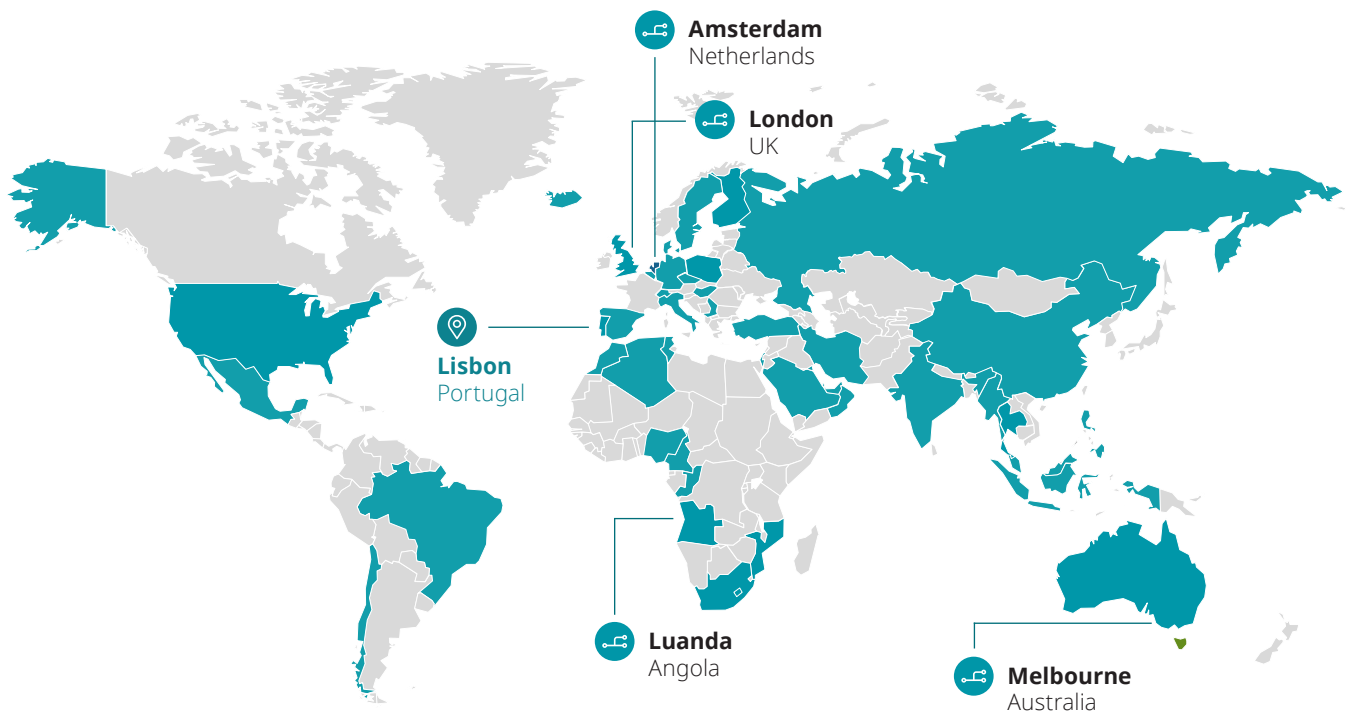 Amsterdam
Netherlands
London
UK
Lisbon
Portugal
Luanda
Angola
Melbourne
Australia